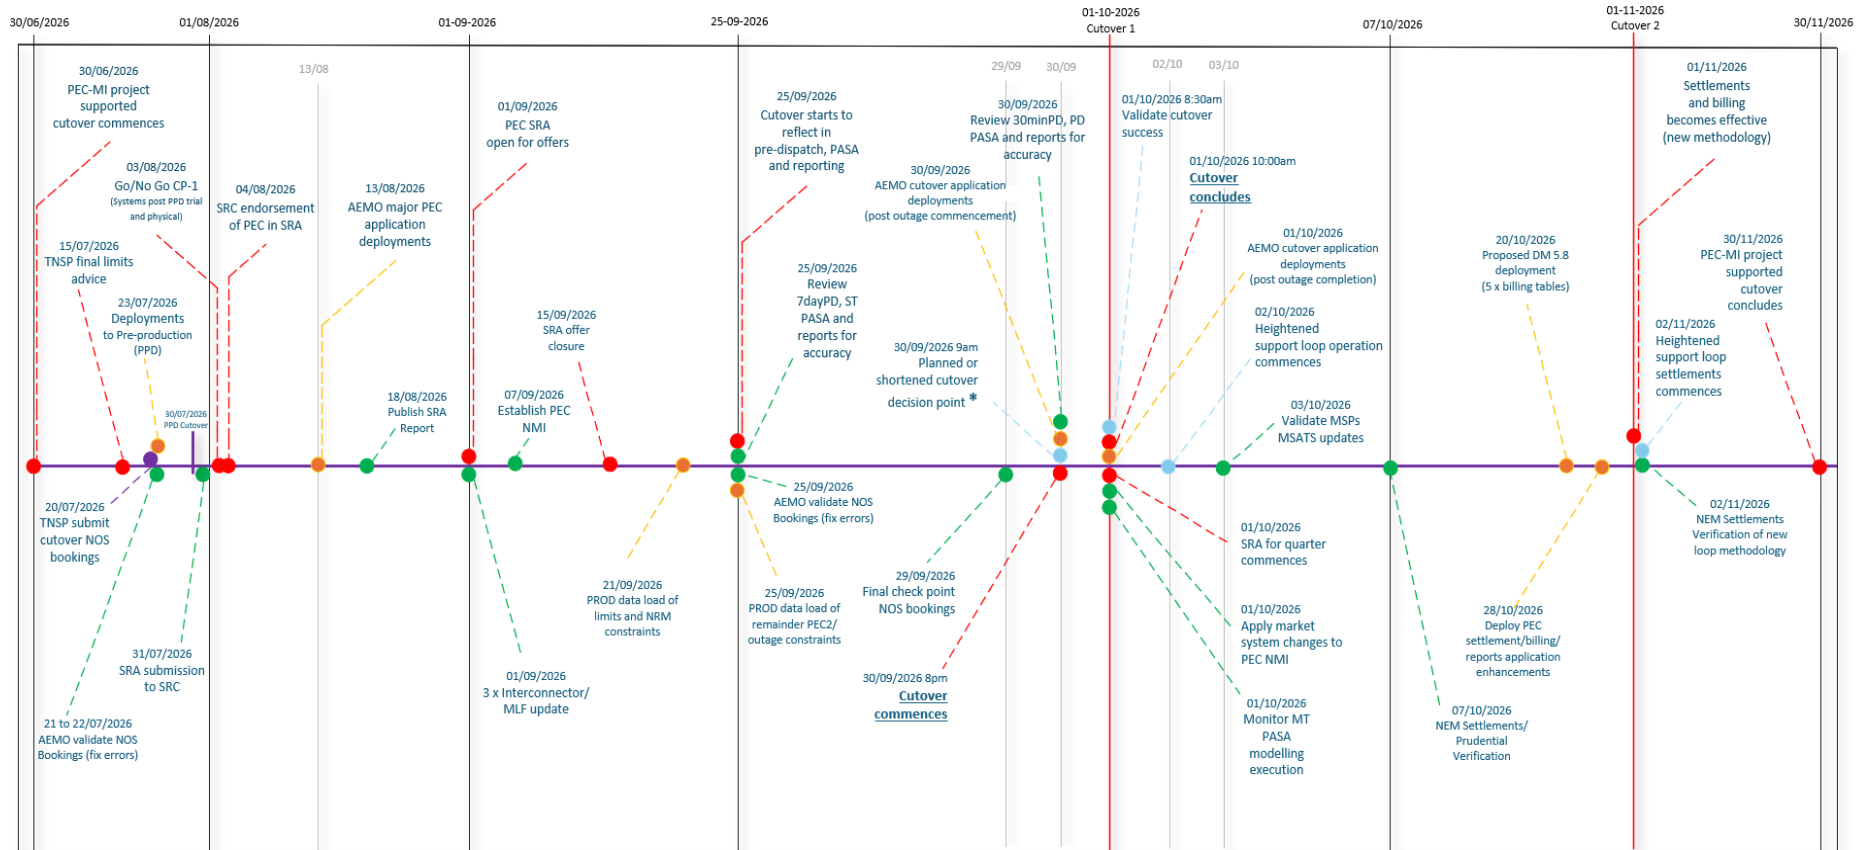 30/06/2026
01/08/2026
01-09-2026
25-09-2026
01-10-2026
Cutover 1
07/10/2026
01-11-2026
Cutover 2
30/11/2026
13/08
29/09
30/09
02/10
03/10
30/06/2026
PEC-MI project
supported
cutover commences
03/08/2026
Go/No Go CP-1
(Systems post PPD trial
and physical)
04/08/2026
SRC endorsement
of PEC in SRA
15/07/2026
TNSP final limits
advice
23/07/2026
Deployments
to Pre-production
(PPD)
30/07/2026
PPD Cutover
20/07/2026
TNSP submit
cutover NOS
bookings
31/07/2026
SRA submission
to SRC
21 to 22/07/2026
AEMO validate NOS
Bookings (fix errors)
13/08/2026
AEMO major PEC
application
deployments
18/08/2026
Publish SRA
Report
01/09/2026
PEC SRA
open for offers
07/09/2026
Establish PEC
NMI
15/09/2026
SRA offer
closure
01/09/2026
3 x Interconnector/
MLF update
21/09/2026
PROD data load of
limits and NRM
constraints
25/09/2026
Cutover starts to
reflect in
pre-dispatch, PASA
and reporting
25/09/2026
Review
7dayPD, ST
PASA and
reports for
accuracy
25/09/2026
AEMO validate NOS
Bookings (fix errors)
25/09/2026
PROD data load of
remainder PEC2/
outage constraints
30/09/2026
Review 30minPD, PD
PASA and reports for
accuracy
30/09/2026
AEMO cutover application
deployments
(post outage commencement)
30/09/2026 9am
Planned or
shortened cutover
decision point *
29/09/2026
Final check point
NOS bookings
30/09/2026 8pm
Cutover
commences
01/10/2026 8:30am
Validate cutover
success
01/10/2026 10:00am
Cutover
concludes
01/10/2026
AEMO cutover application
deployments
(post outage completion)
02/10/2026
Heightened
support loop operation
commences
03/10/2026
Validate MSPs
MSATS updates
01/10/2026
SRA for quarter
commences
01/10/2026
Apply market
system changes to
PEC NMI
01/10/2026
Monitor MT
PASA
modelling
execution
07/10/2026
NEM Settlements/
Prudential
Verification
20/10/2026
Proposed DM 5.8
deployment
(5 x billing tables)
28/10/2026
Deploy PEC
settlement/billing/
reports application
enhancements
01/11/2026
Settlements
and billing
becomes effective
(new methodology)
02/11/2026
Heightened
support loop
settlements
commences
30/11/2026
PEC-MI project
supported
cutover
concludes
02/11/2026
NEM Settlements
Verification of new
loop methodology